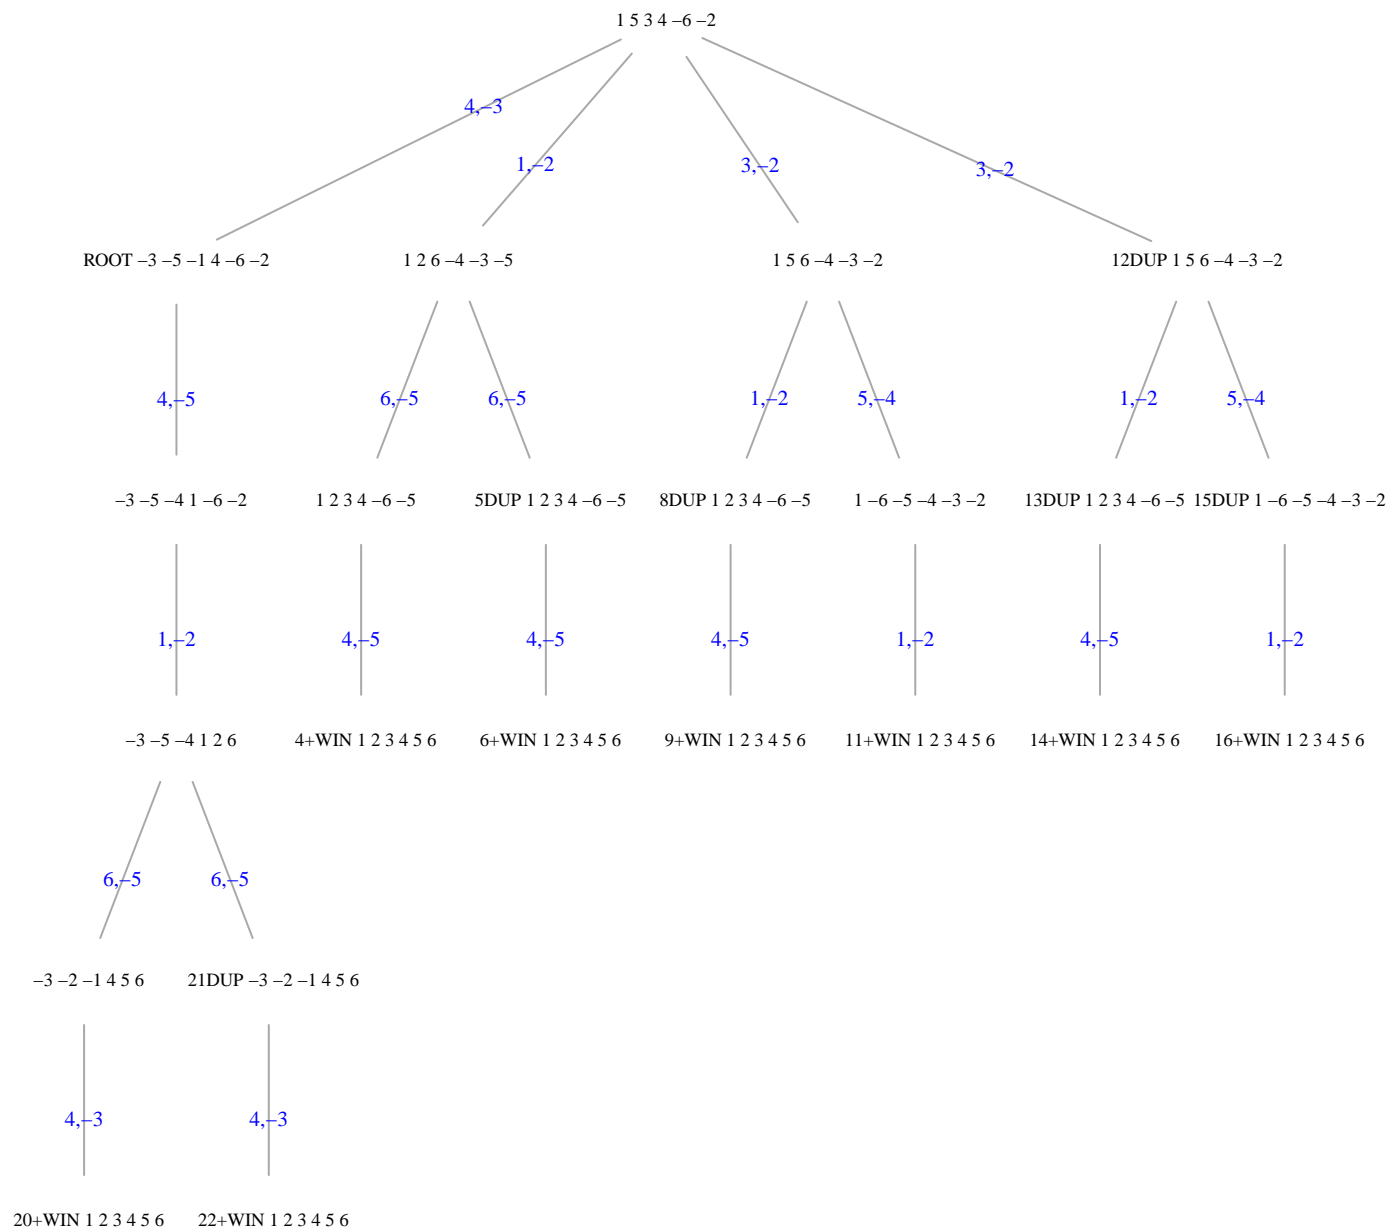 1 5 3 4 –6 –2
4,–3
1,–2
3,–2
3,–2
ROOT –3 –5 –1 4 –6 –2
1 2 6 –4 –3 –5
1 5 6 –4 –3 –2
12DUP 1 5 6 –4 –3 –2
4,–5
6,–5
6,–5
1,–2
5,–4
1,–2
5,–4
–3 –5 –4 1 –6 –2
1 2 3 4 –6 –5
5DUP 1 2 3 4 –6 –5
8DUP 1 2 3 4 –6 –5
1 –6 –5 –4 –3 –2
13DUP 1 2 3 4 –6 –5
15DUP 1 –6 –5 –4 –3 –2
1,–2
4,–5
4,–5
4,–5
1,–2
4,–5
1,–2
–3 –5 –4 1 2 6
4+WIN 1 2 3 4 5 6
6+WIN 1 2 3 4 5 6
9+WIN 1 2 3 4 5 6
11+WIN 1 2 3 4 5 6
14+WIN 1 2 3 4 5 6
16+WIN 1 2 3 4 5 6
6,–5
6,–5
–3 –2 –1 4 5 6
21DUP –3 –2 –1 4 5 6
4,–3
4,–3
20+WIN 1 2 3 4 5 6
22+WIN 1 2 3 4 5 6